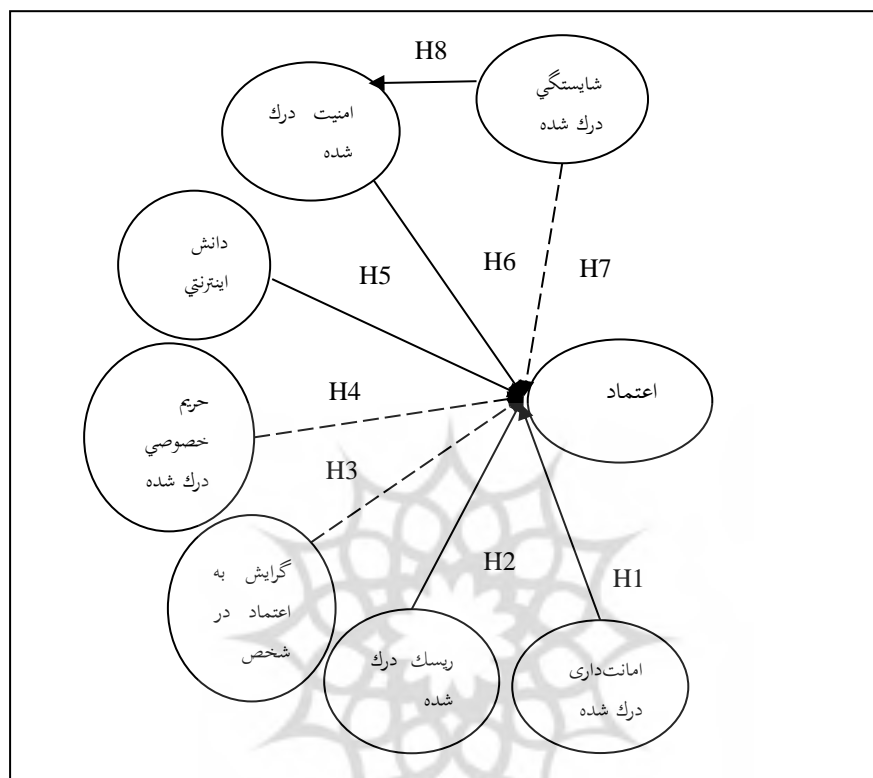 H8
شايستگي
درك شده
امنيت درك
شده
دانش
اينترنتي
H5
H6
H7
اعتماد
حريم
خصوصي
درك شده
H4
H3
گرايش به
اعتماد در
شخص
H2
H1
ريسك درك
شده
امانت‌داری
درك شده